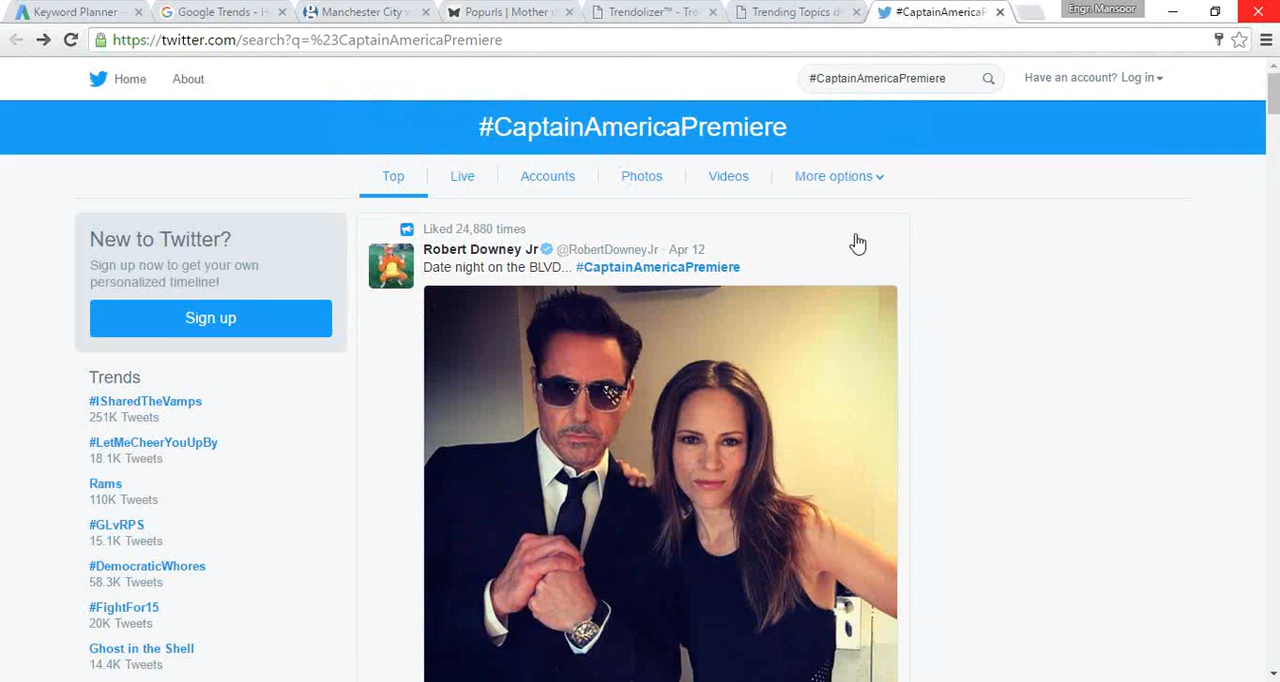 Keyword Planner
Google Trends - H
Manchester City v
Popurls | Mother
Trendolizer™ - Tre
Trending Topics
#CaptainAmericaP
Engr. Mansoor
https://twitter.com/search?q=%23CaptainAmericaPremiere
Home
About
#CaptainAmericaPremiere
Have an account? Log in
#CaptainAmericaPremiere
Top
Live
Accounts
Photos
Videos
More options
New to Twitter?
Sign up now to get your own
personalized timeline!
Sign up
Liked 24,880 times
Robert Downey Jr @RobertDowneyJr · Apr 12
Date night on the BLVD... #CaptainAmericaPremiere
Trends
#ISharedTheVamps
251K Tweets
#LetMeCheerYouUpBy
18.1K Tweets
Rams
110K Tweets
#GLvRPS
15.1K Tweets
#DemocraticWhores
58.3K Tweets
#FightFor15
20K Tweets
Ghost in the Shell
14.4K Tweets